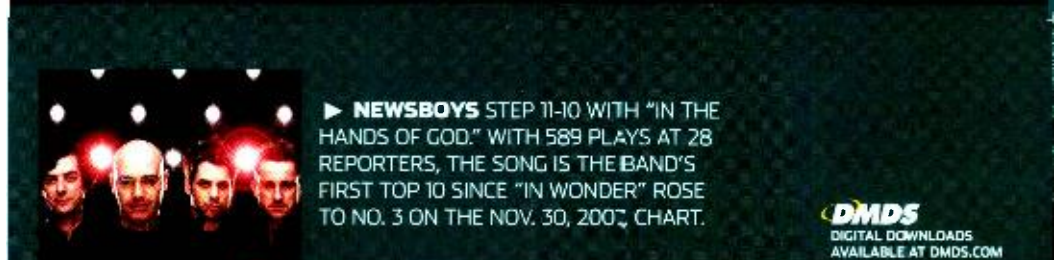 ► NEWSBOYS STEP 11-10 WITH "IN THE
HANDS OF GOD." WITH 589 PLAYS AT 28
REPORTERS, THE SONG IS THE BAND'S
FIRST TOP 10 SINCE "IN WONDER" ROSE
TO NO. 3 ON THE NOV. 30, 2007, CHART.
DMDS
DIGITAL DOWNLOADS
AVAILABLE AT DMDS.COM